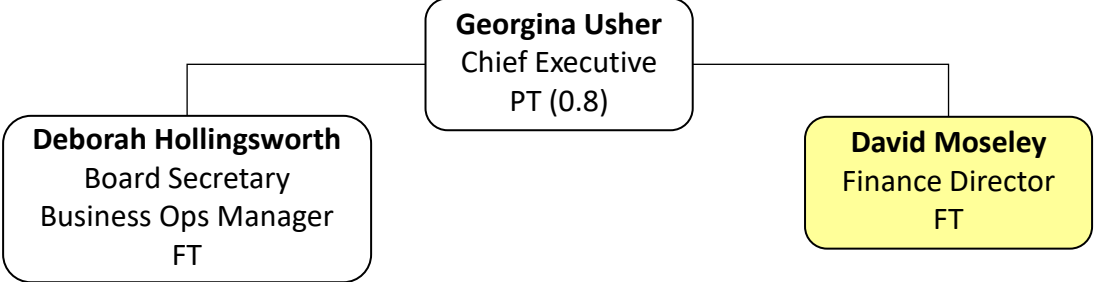 Georgina Usher
Chief Executive
PT (0.8)
Deborah Hollingsworth
Board Secretary
Business Ops Manager
FT
David Moseley
Finance Director
FT